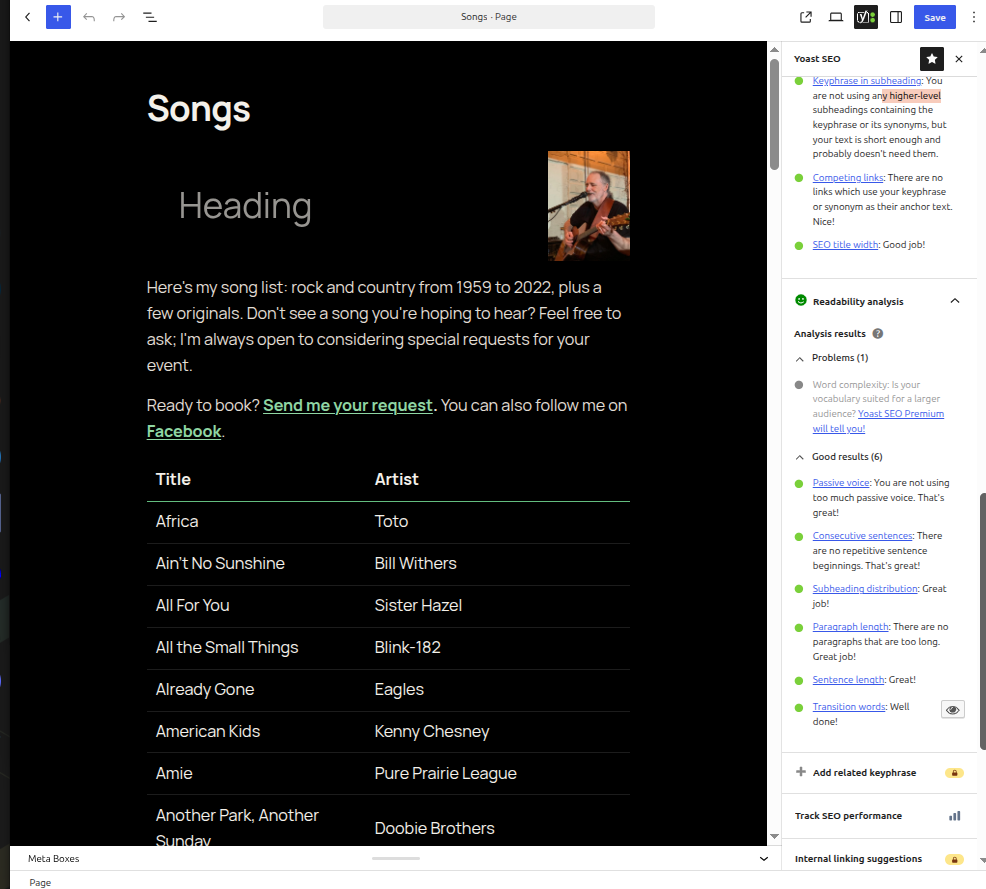 Songs · Page
Save
Songs
Heading
Here's my song list: rock and country from 1959 to 2022, plus a
few originals. Don't see a song you're hoping to hear? Feel free to
ask; I'm always open to considering special requests for your
event.
Ready to book? Send me your request. You can also follow me on
Facebook.
Title Artist
Africa Toto
Ain't No Sunshine Bill Withers
All For You Sister Hazel
All the Small Things Blink-182
Already Gone Eagles
American Kids Kenny Chesney
Amie Pure Prairie League
Another Park, Another
Sunday
Doobie Brothers
Yoast SEO
Keyphrase in subheading: You
are not using any higher-level
subheadings containing the
keyphrase or its synonyms, but
your text is short enough and
probably doesn't need them.
Competing links: There are no
links which use your keyphrase
or synonym as their anchor text.
Nice!
SEO title width: Good job!
Readability analysis
Analysis results
Problems (1)
Word complexity: Is your
vocabulary suited for a larger
audience? Yoast SEO Premium
will tell you!
Good results (6)
Passive voice: You are not using
too much passive voice. That's
great!
Consecutive sentences: There
are no repetitive sentence
beginnings. That's great!
Subheading distribution: Great
job!
Paragraph length: There are no
paragraphs that are too long.
Great job!
Sentence length: Great!
Transition words: Well
done!
Add related keyphrase
Track SEO performance
Internal linking suggestions
Meta Boxes
Page